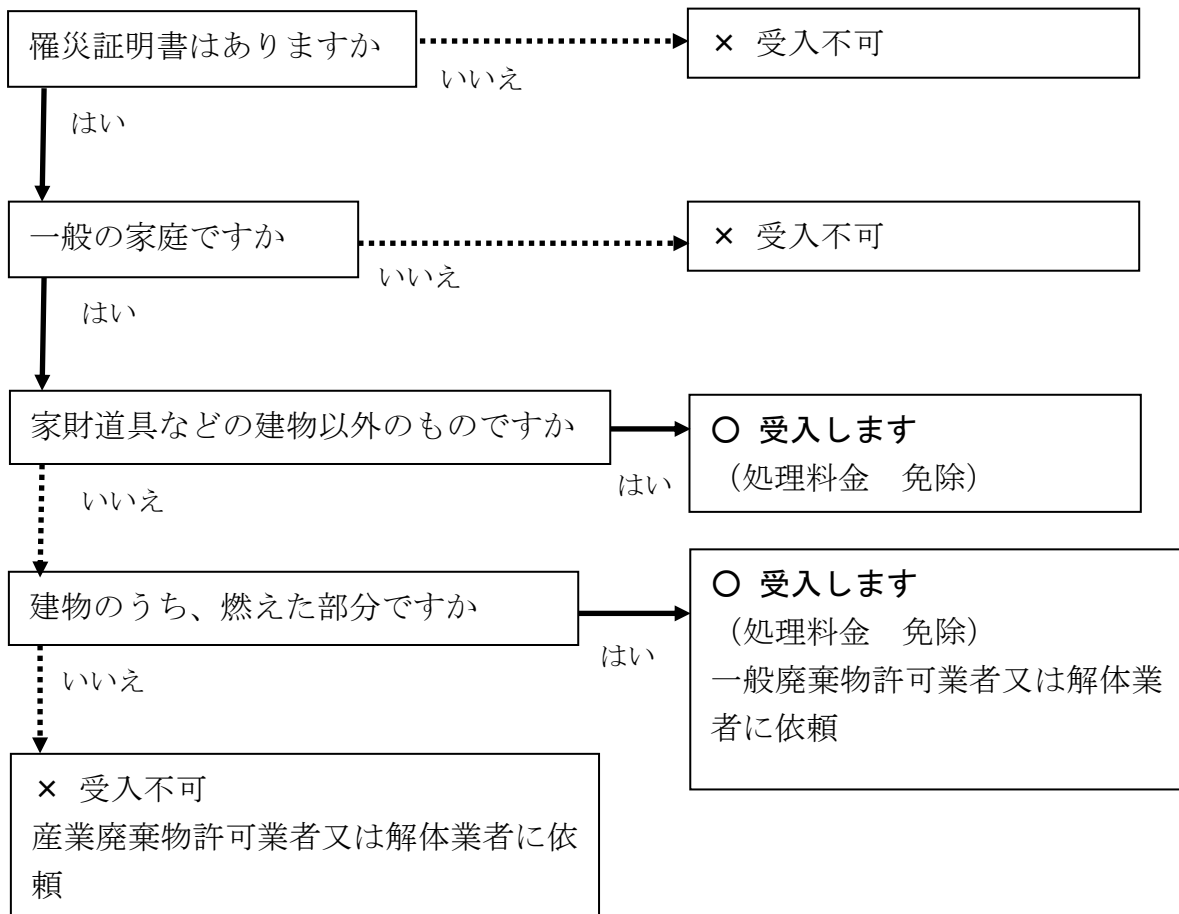 罹災証明書はありますか
× 受入不可
いいえ
はい
一般の家庭ですか
× 受入不可
いいえ
はい
家財道具などの建物以外のものですか
〇 受入します
（処理料金　免除）
はい
いいえ
建物のうち、燃えた部分ですか
〇 受入します
（処理料金　免除）
一般廃棄物許可業者又は解体業
者に依頼
はい
いいえ
× 受入不可
産業廃棄物許可業者又は解体業者に依
頼